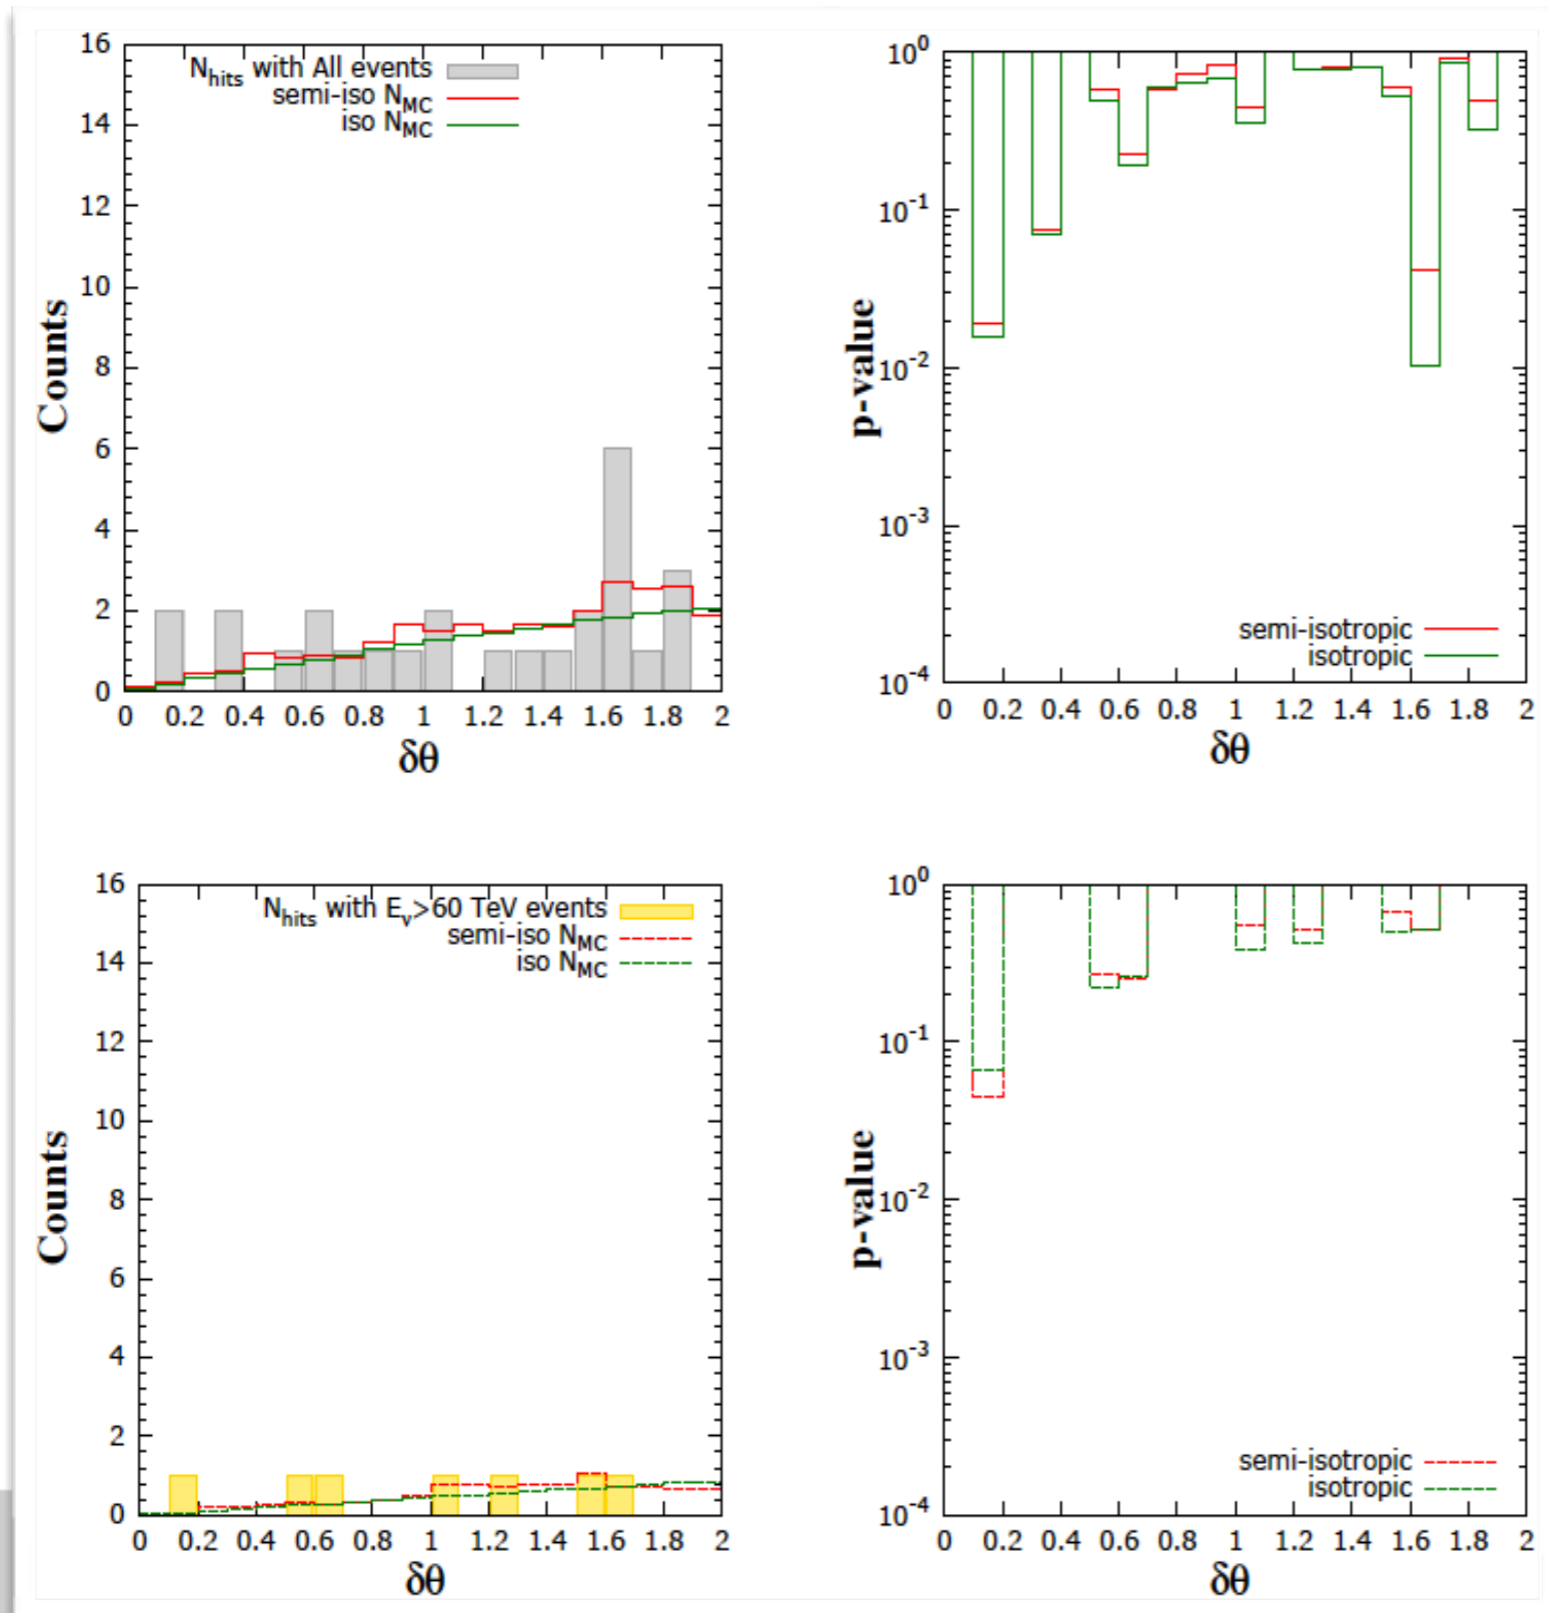 N_hits with All events
semi-iso N_MC
iso N_MC
16
14
12
10
8
6
4
2
0
Counts
0 0.2 0.4 0.6 0.8 1 1.2 1.4 1.6 1.8 2
δθ
10^0
10^-1
10^-2
10^-3
10^-4
p-value
semi-isotropic
isotropic
0 0.2 0.4 0.6 0.8 1 1.2 1.4 1.6 1.8 2
δθ
N_hits with E_ν>60 TeV events
semi-iso N_MC
iso N_MC
16
14
12
10
8
6
4
2
0
Counts
0 0.2 0.4 0.6 0.8 1 1.2 1.4 1.6 1.8 2
δθ
10^0
10^-1
10^-2
10^-3
10^-4
p-value
semi-isotropic
isotropic
0 0.2 0.4 0.6 0.8 1 1.2 1.4 1.6 1.8 2
δθ